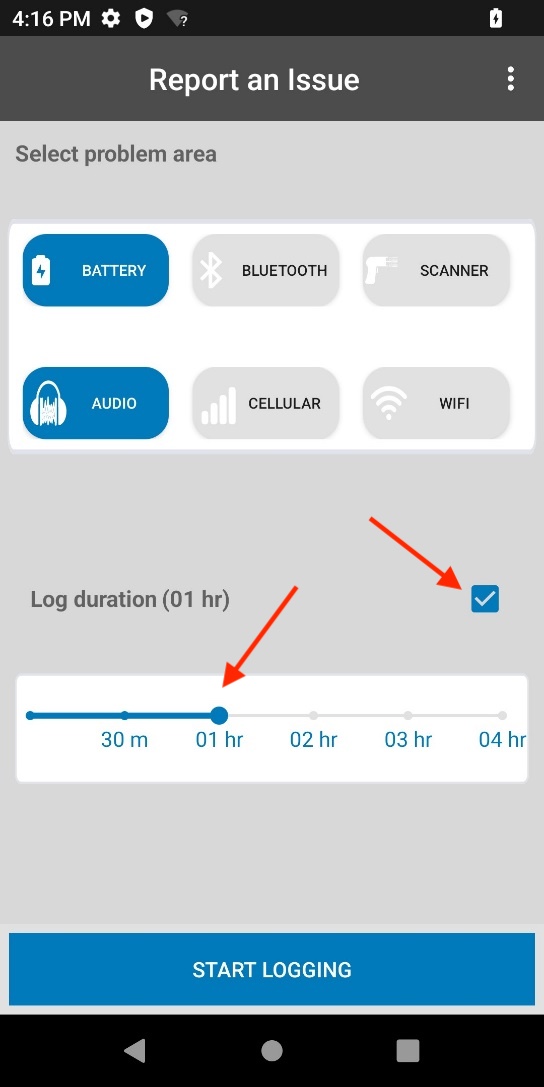 4:16 PM
Report an Issue
Select problem area
BATTERY
BLUETOOTH
SCANNER
AUDIO
CELLULAR
WIFI
Log duration (01 hr)
30 m 01 hr 02 hr 03 hr 04 hr
START LOGGING